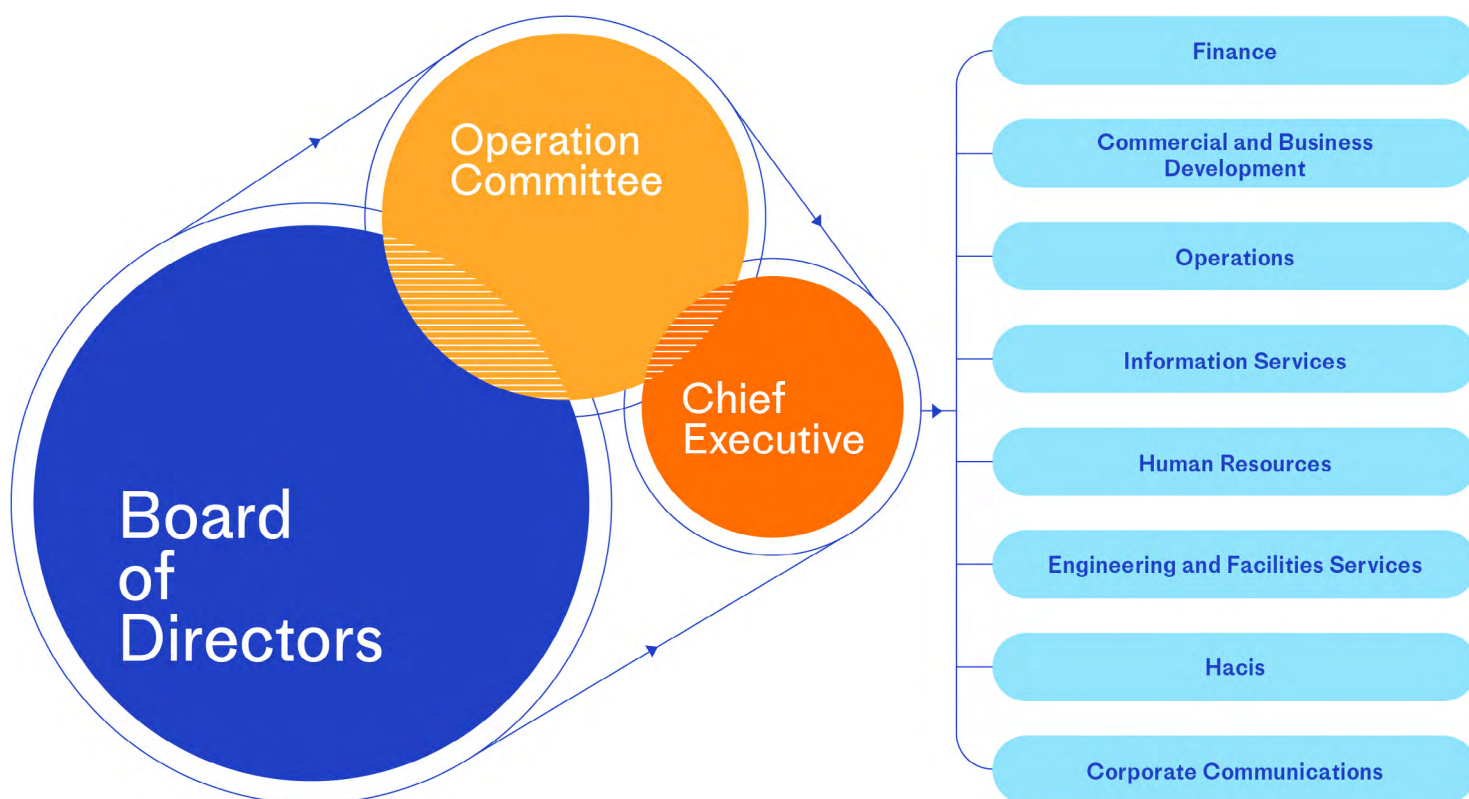 Operation
Committee
Chief
Executive
Board
of
Directors
Finance
Commercial and Business
Development
Operations
Information Services
Human Resources
Engineering and Facilities Services
Hacis
Corporate Communications